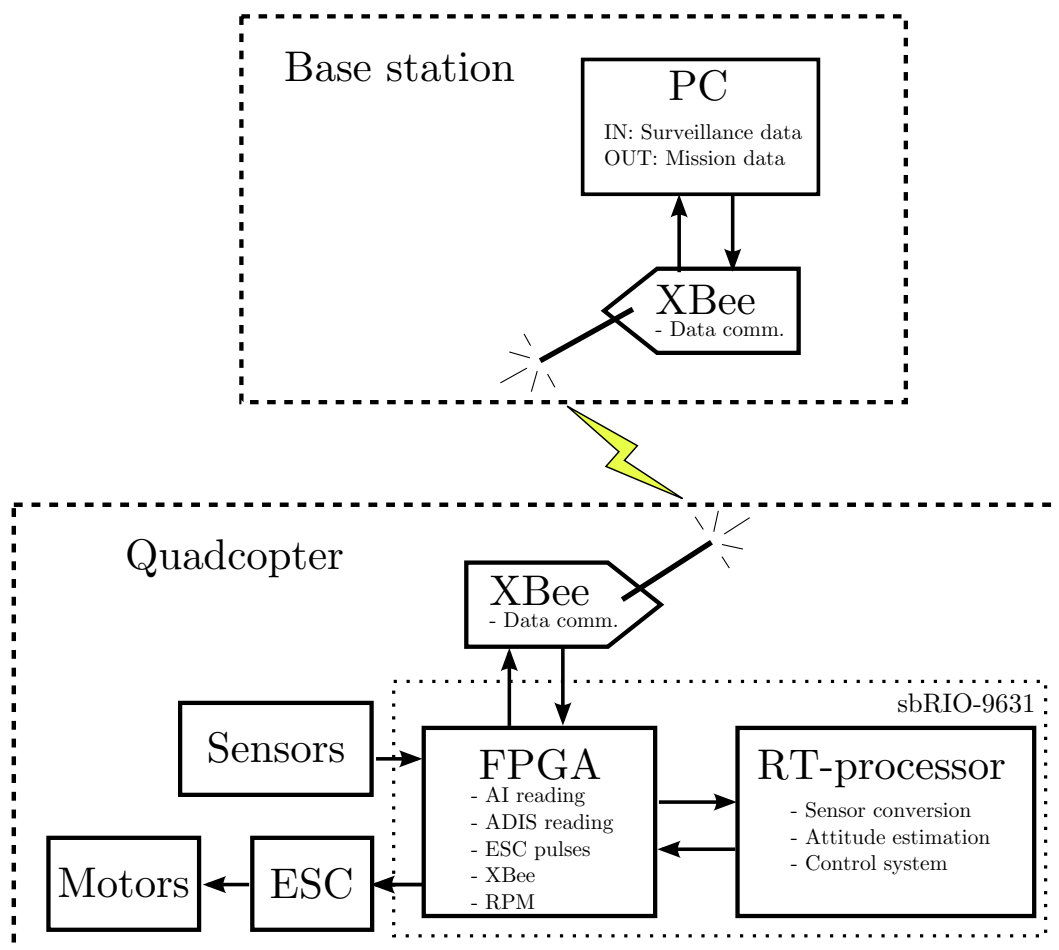 Base station
PC
IN: Surveillance data
OUT: Mission data
XBee
- Data comm.
Quadcopter
XBee
- Data comm.
sbRIO-9631
Sensors
FPGA
- AI reading
- ADIS reading
- ESC pulses
- XBee
- RPM
RT-processor
- Sensor conversion
- Attitude estimation
- Control system
Motors
ESC